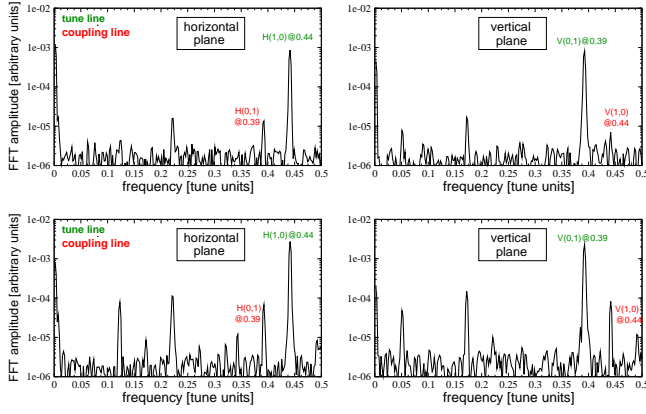 tune line
coupling line
horizontal
plane
H(1,0)@0.44
H(0,1)
@0.39
FFT amplitude [arbitrary units]
1e-02
1e-03
1e-04
1e-05
1e-06
0 0.05 0.1 0.15 0.2 0.25 0.3 0.35 0.4 0.45 0.5
frequency [tune units]
vertical
plane
V(0,1)@0.39
V(1,0)
@0.44
1e-02
1e-03
1e-04
1e-05
1e-06
0 0.05 0.1 0.15 0.2 0.25 0.3 0.35 0.4 0.45 0.5
frequency [tune units]
tune line
coupling line
horizontal
plane
H(1,0)@0.44
H(0,1)
@0.39
FFT amplitude [arbitrary units]
1e-02
1e-03
1e-04
1e-05
1e-06
0 0.05 0.1 0.15 0.2 0.25 0.3 0.35 0.4 0.45 0.5
frequency [tune units]
vertical
plane
V(0,1)@0.39
V(1,0)
@0.44
1e-02
1e-03
1e-04
1e-05
1e-06
0 0.05 0.1 0.15 0.2 0.25 0.3 0.35 0.4 0.45 0.5
frequency [tune units]